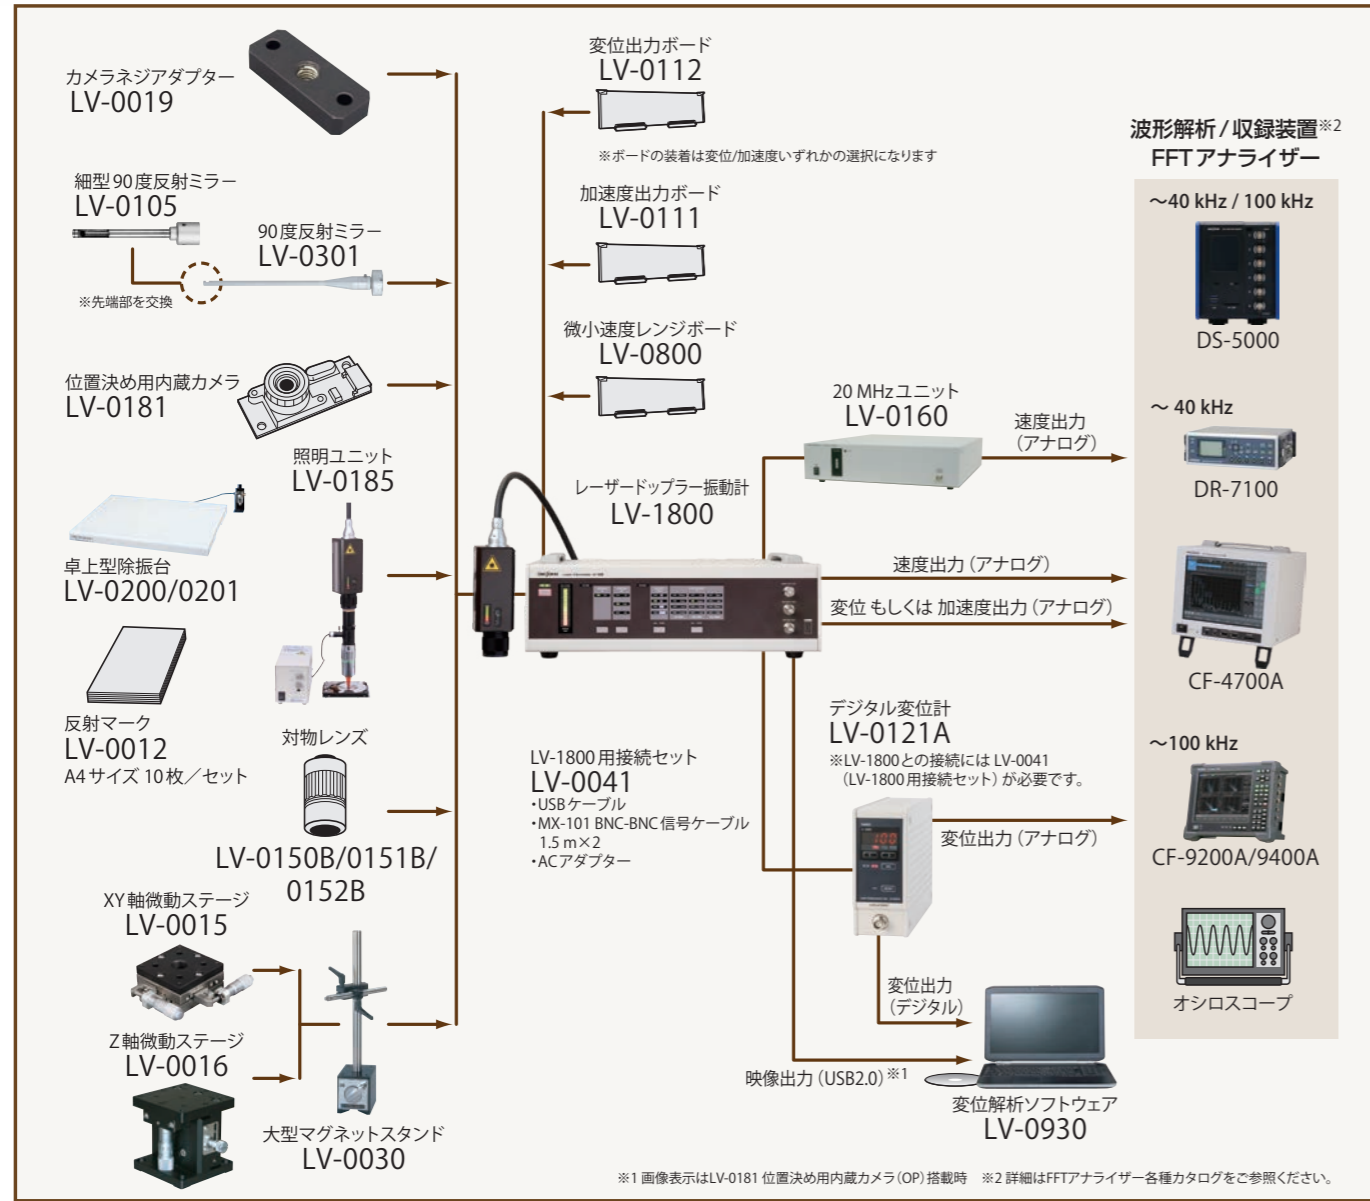 カメラネジアダプター
LV-0019
細型90度反射ミラー
LV-0105
90度反射ミラー
LV-0301
※先端部を交換
位置決め用内蔵カメラ
LV-0181
照明ユニット
LV-0185
卓上型除振台
LV-0200/0201
反射マーク
LV-0012
A4サイズ 10枚／セット
対物レンズ
LV-0150B/0151B/
0152B
XY軸微動ステージ
LV-0015
Z軸微動ステージ
LV-0016
大型マグネットスタンド
LV-0030
変位出力ボード
LV-0112
※ボードの装着は変位/加速度いずれかの選択になります
加速度出力ボード
LV-0111
微小速度レンジボード
LV-0800
レーザードップラー振動計
LV-1800
20 MHzユニット
LV-0160
速度出力
（アナログ）
速度出力（アナログ）
変位 もしくは 加速度出力（アナログ）
LV-1800用接続セット
LV-0041
・USBケーブル
・MX-101 BNC-BNC信号ケーブル
1.5 m×2
・ACアダプター
デジタル変位計
LV-0121A
※LV-1800との接続には LV-0041
（LV-1800用接続セット）が必要です。
100
変位出力（アナログ）
変位出力
（デジタル）
映像出力（USB2.0）※1
変位解析ソフトウェア
LV-0930
波形解析 / 収録装置※2
FFTアナライザー
～40 kHz / 100 kHz
DS-5000
～ 40 kHz
DR-7100
CF-4700A
～100 kHz
CF-9200A/9400A
オシロスコープ
※1 画像表示はLV-0181 位置決め用内蔵カメラ（OP）搭載時　※2 詳細はFFTアナライザー各種カタログをご参照ください。